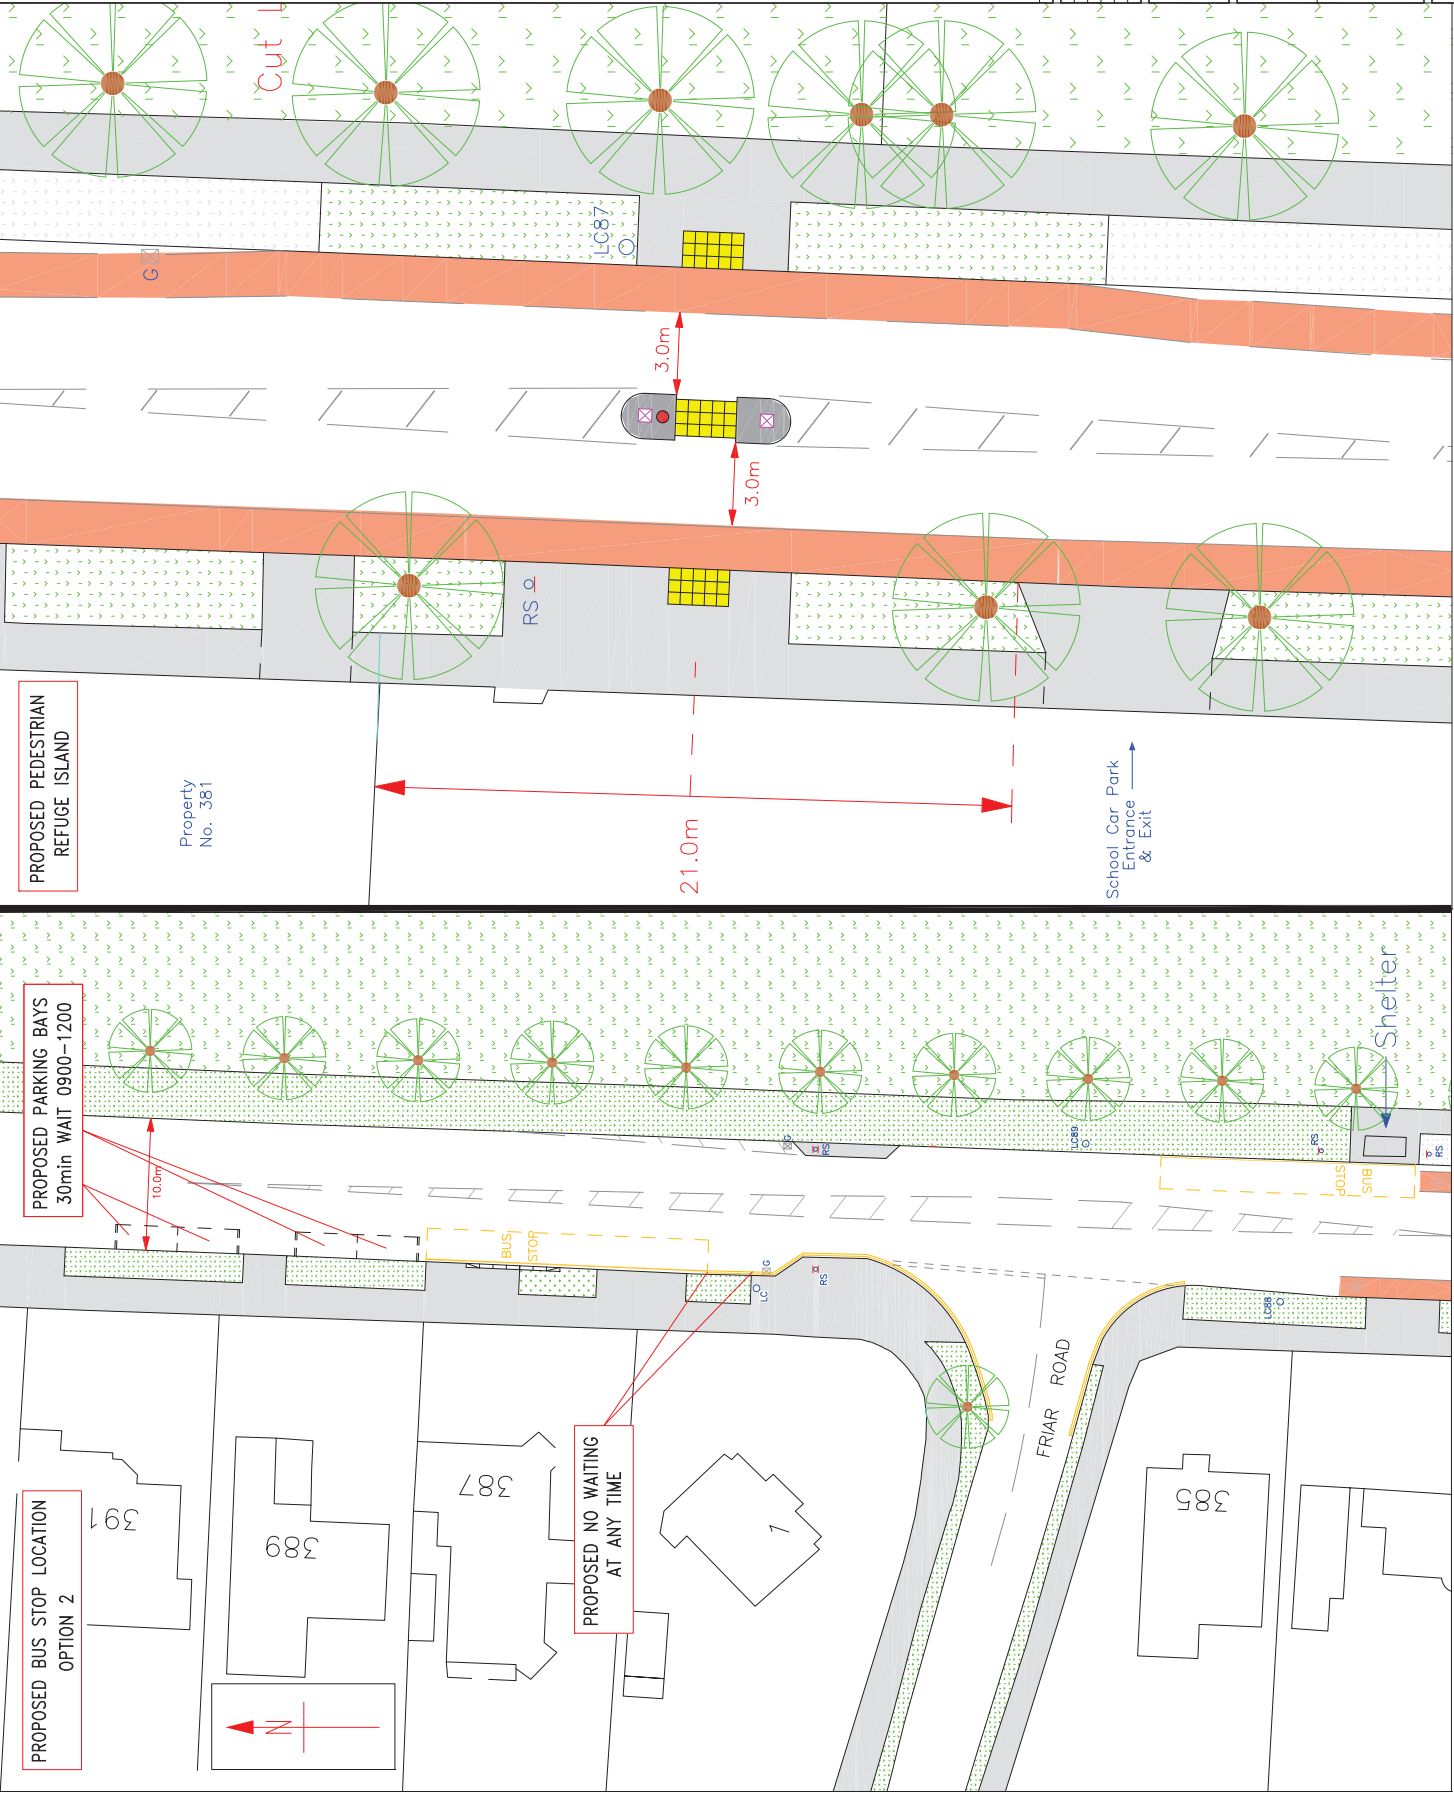 Cut L
LC87
G
3.0m
3.0m
RS
PROPOSED PEDESTRIAN
REFUGE ISLAND
Property
No. 381
21.0m
School Car Park
Entrance
& Exit
PROPOSED PARKING BAYS
30min WAIT 0900-1200
10.0m
Shelter
G
RS
LC89
RS
RS
BUS
STOP
BUS
STOP
G
LC
RS
LC88
FRIAR ROAD
PROPOSED NO WAITING
AT ANY TIME
391
389
387
1
385
PROPOSED BUS STOP LOCATION
OPTION 2
N